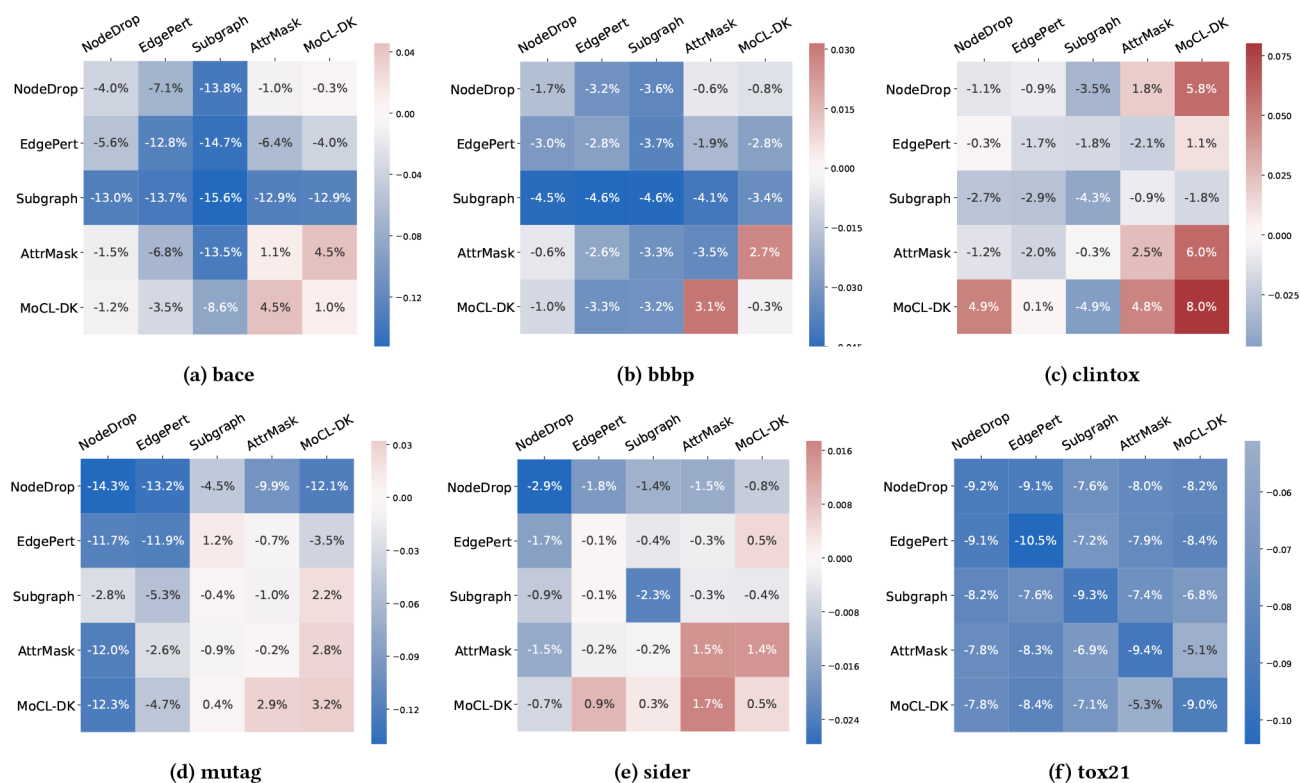 NodeDrop EdgePert Subgraph AttrMask MoCL-DK
NodeDrop -4.0% -7.1% -13.8% -1.0% -0.3%
EdgePert -5.6% -12.8% -14.7% -6.4% -4.0%
Subgraph -13.0% -13.7% -15.6% -12.9% -12.9%
AttrMask -1.5% -6.8% -13.5% 1.1% 4.5%
MoCL-DK -1.2% -3.5% -8.6% 4.5% 1.0%
0.04
0.00
−0.04
−0.08
−0.12
(a) bace
NodeDrop EdgePert Subgraph AttrMask MoCL-DK
NodeDrop -1.7% -3.2% -3.6% -0.6% -0.8%
EdgePert -3.0% -2.8% -3.7% -1.9% -2.8%
Subgraph -4.5% -4.6% -4.6% -4.1% -3.4%
AttrMask -0.6% -2.6% -3.3% -3.5% 2.7%
MoCL-DK -1.0% -3.3% -3.2% 3.1% -0.3%
0.030
0.015
0.000
−0.015
−0.030
−0.045
(b) bbbp
NodeDrop EdgePert Subgraph AttrMask MoCL-DK
NodeDrop -1.1% -0.9% -3.5% 1.8% 5.8%
EdgePert -0.3% -1.7% -1.8% -2.1% 1.1%
Subgraph -2.7% -2.9% -4.3% -0.9% -1.8%
AttrMask -1.2% -2.0% -0.3% 2.5% 6.0%
MoCL-DK 4.9% 0.1% -4.9% 4.8% 8.0%
0.075
0.050
0.025
0.000
−0.025
(c) clintox
NodeDrop EdgePert Subgraph AttrMask MoCL-DK
NodeDrop -14.3% -13.2% -4.5% -9.9% -12.1%
EdgePert -11.7% -11.9% 1.2% -0.7% -3.5%
Subgraph -2.8% -5.3% -0.4% -1.0% 2.2%
AttrMask -12.0% -2.6% -0.9% -0.2% 2.8%
MoCL-DK -12.3% -4.7% 0.4% 2.9% 3.2%
0.03
0.00
−0.03
−0.06
−0.09
−0.12
(d) mutag
NodeDrop EdgePert Subgraph AttrMask MoCL-DK
NodeDrop -2.9% -1.8% -1.4% -1.5% -0.8%
EdgePert -1.7% -0.1% -0.4% -0.3% 0.5%
Subgraph -0.9% -0.1% -2.3% -0.3% -0.4%
AttrMask -1.5% -0.2% -0.2% 1.5% 1.4%
MoCL-DK -0.7% 0.9% 0.3% 1.7% 0.5%
0.016
0.008
0.000
−0.008
−0.016
−0.024
(e) sider
NodeDrop EdgePert Subgraph AttrMask MoCL-DK
NodeDrop -9.2% -9.1% -7.6% -8.0% -8.2%
EdgePert -9.1% -10.5% -7.2% -7.9% -8.4%
Subgraph -8.2% -7.6% -9.3% -7.4% -6.8%
AttrMask -7.8% -8.3% -6.9% -9.4% -5.1%
MoCL-DK -7.8% -8.4% -7.1% -5.3% -9.0%
−0.06
−0.07
−0.08
−0.09
−0.10
(f) tox21